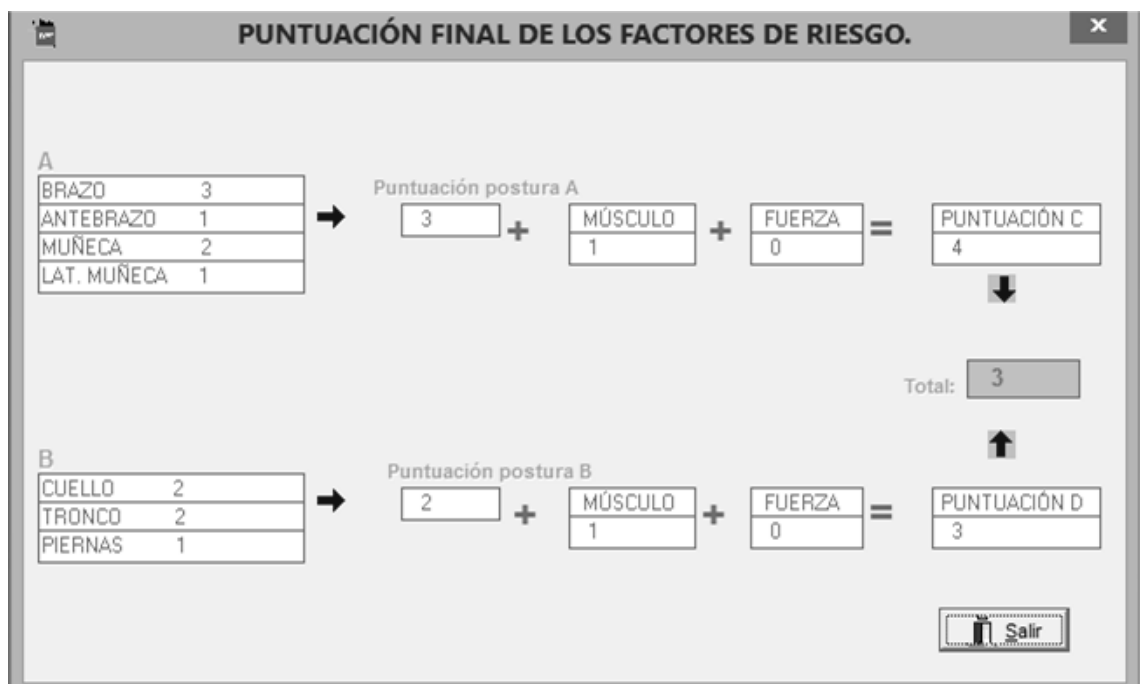 PUNTUACIÓN FINAL DE LOS FACTORES DE RIESGO.
x
A
BRAZO 3
ANTEBRAZO 1
MUÑECA 2
LAT. MUÑECA 1
Puntuación postura A
3 + MÚSCULO + FUERZA = PUNTUACIÓN C
1 0 4
Total: 3
B
CUELLO 2
TRONCO 2
PIERNAS 1
Puntuación postura B
2 + MÚSCULO + FUERZA = PUNTUACIÓN D
1 0 3
Salir